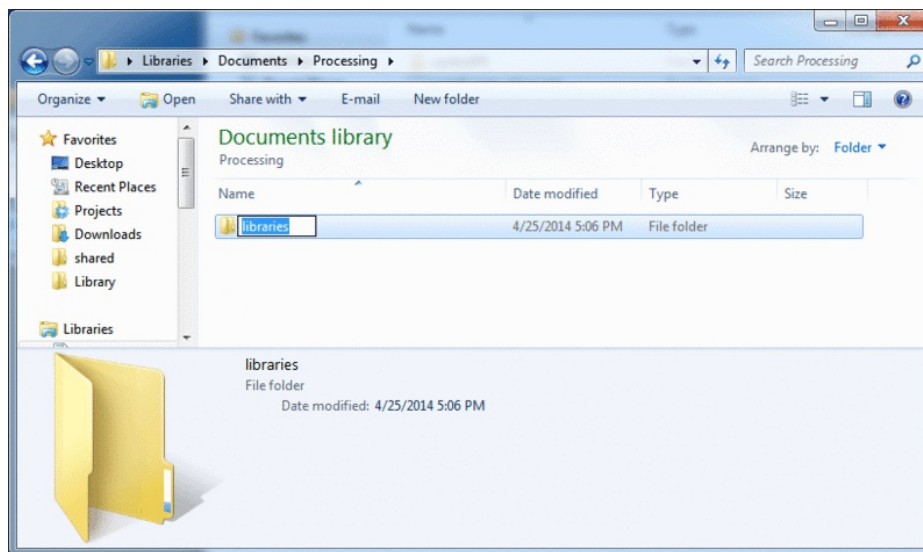 Libraries Documents Processing
Search Processing
Organize Open Share with E-mail New folder
Favorites
Desktop
Recent Places
Projects
Downloads
shared
Library
Libraries
Documents library
Processing
Arrange by: Folder
Name Date modified Type Size
libraries 4/25/2014 5:06 PM File folder
libraries
File folder
Date modified: 4/25/2014 5:06 PM